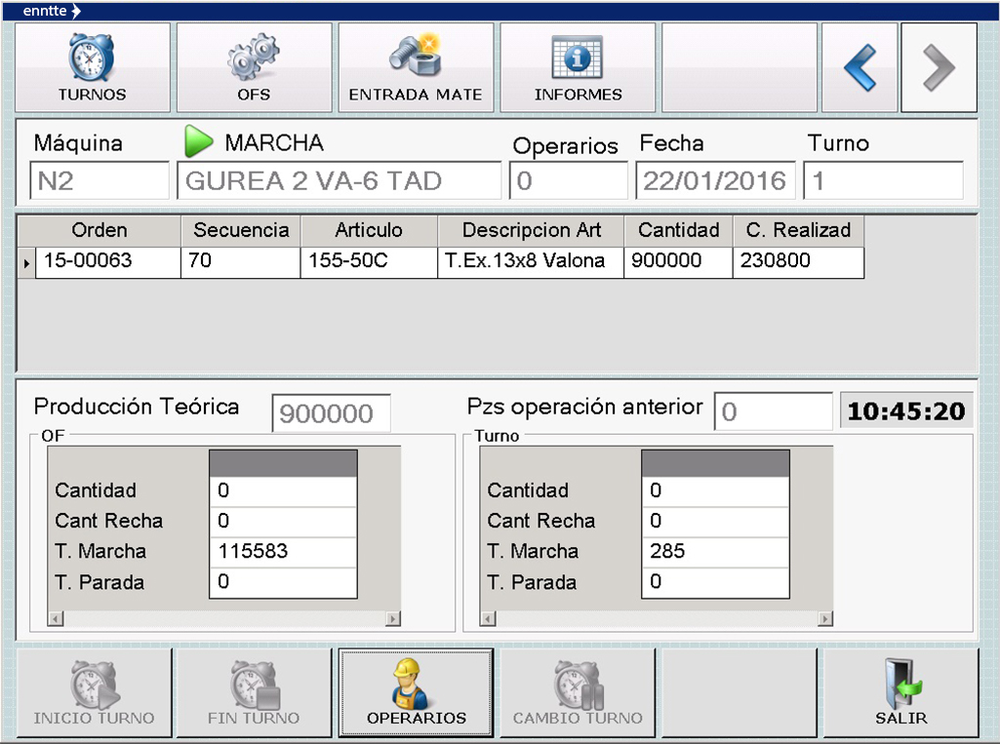 enntte
TURNOS
OFS
ENTRADA MATE
INFORMES
Máquina
MARCHA
Operarios
Fecha
Turno
N2
GUREA 2 VA-6 TAD
0
22/01/2016
1
Orden Secuencia Articulo Descripcion Art Cantidad C. Realizad
15-00063 70 155-50C T.Ex.13x8 Valona 900000 230800
Producción Teórica 900000
Pzs operación anterior 0
10:45:20
OF
Cantidad 0
Cant Recha 0
T. Marcha 115583
T. Parada 0
Turno
Cantidad 0
Cant Recha 0
T. Marcha 285
T. Parada 0
INICIO TURNO
FIN TURNO
OPERARIOS
CAMBIO TURNO
SALIR